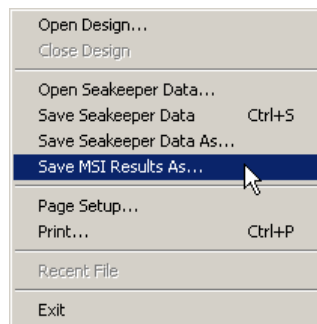 Open Design...
Close Design
Open Seakeeper Data...
Save Seakeeper Data Ctrl+S
Save Seakeeper Data As...
Save MSI Results As...
Page Setup...
Print... Ctrl+P
Recent File
Exit